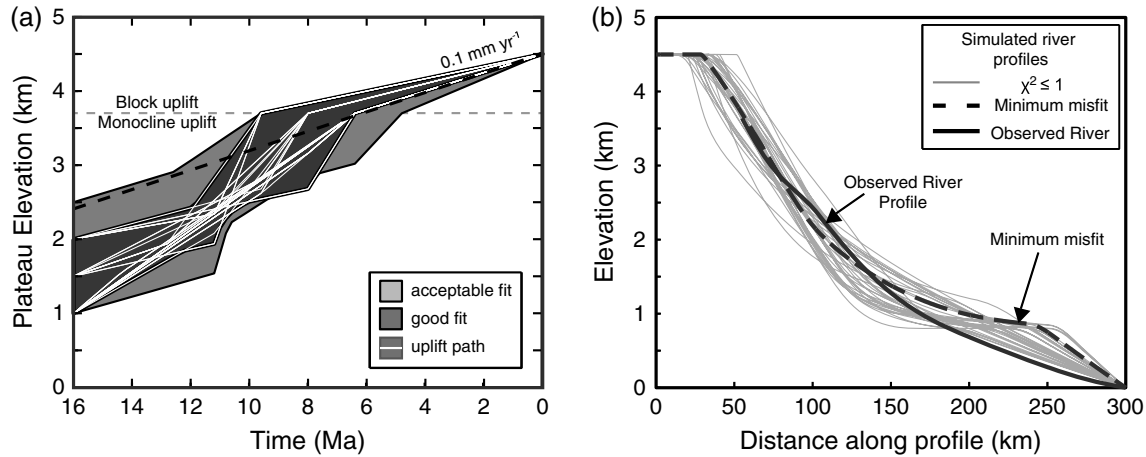 (a)
5
4
3
2
1
0
Plateau Elevation (km)
0.1 mm yr⁻¹
Block uplift
Monocline uplift
acceptable fit
good fit
uplift path
16
14
12
10
8
6
4
2
0
Time (Ma)
(b)
5
4
3
2
1
0
Elevation (km)
Simulated river
profiles
χ² ≤ 1
Minimum misfit
Observed River
Observed River
Profile
Minimum misfit
0
50
100
150
200
250
300
Distance along profile (km)